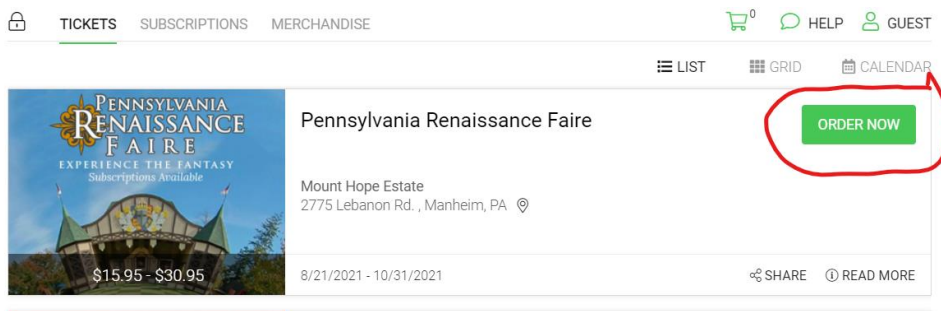 TICKETS SUBSCRIPTIONS MERCHANDISE 0 HELP GUEST
LIST GRID CALENDAR
PENNSYLVANIA
RENAISSANCE
FAIRE
EXPERIENCE THE FANTASY
Subscriptions Available
$15.95 - $30.95
Pennsylvania Renaissance Faire
ORDER NOW
Mount Hope Estate
2775 Lebanon Rd. , Manheim, PA
8/21/2021 - 10/31/2021
SHARE READ MORE